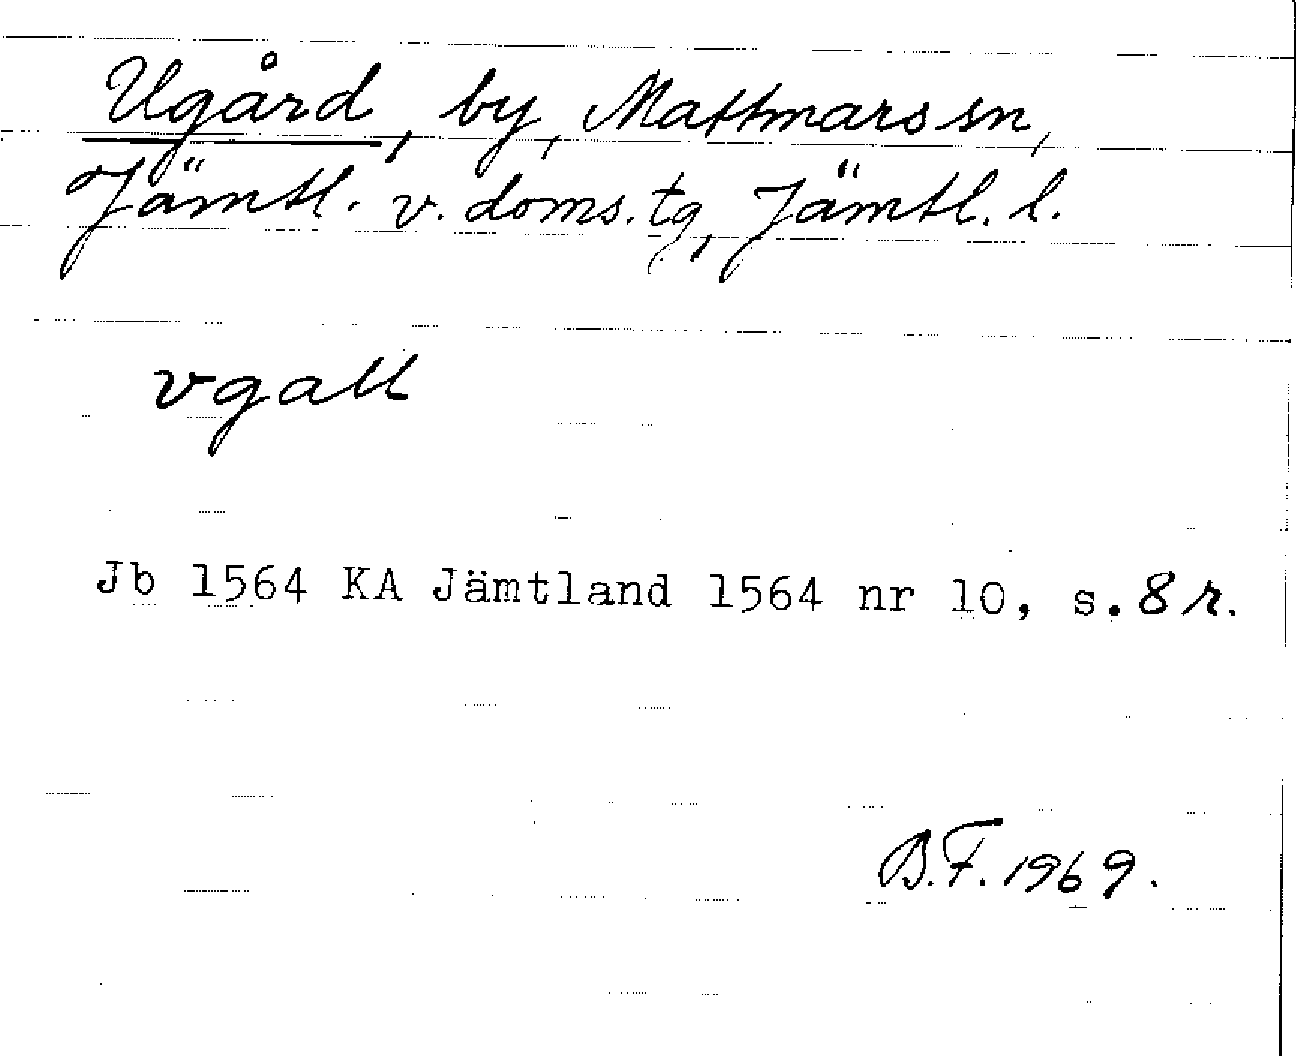 Ugård, by, Mattmars sn,
Jämtl. v. doms.tg, Jämtl. l.
vgall
Jb 1564 KA Jämtland 1564 nr 10, s. 8 r.
B.F. 1969.